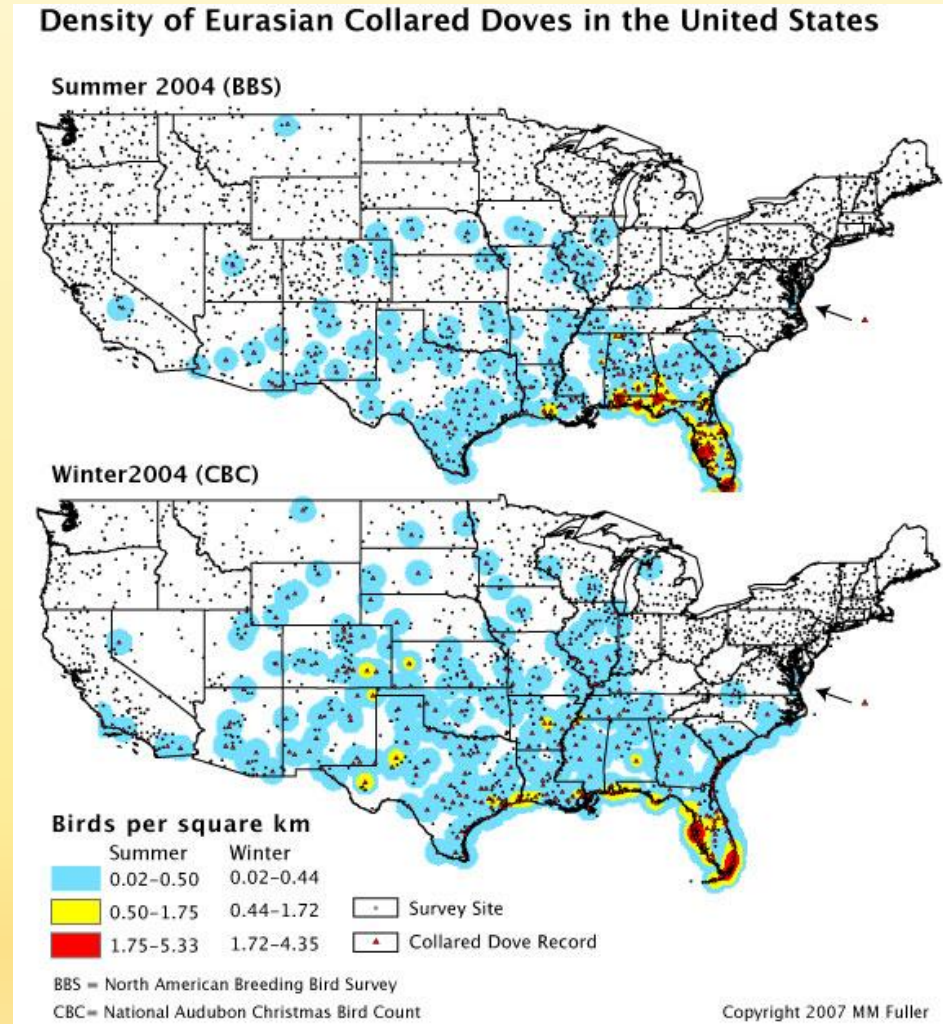 Density of Eurasian Collared Doves in the United States
Summer 2004 (BBS)
Winter2004 (CBC)
Birds per square km
Summer Winter
0.02-0.50 0.02-0.44
0.50-1.75 0.44-1.72 Survey Site
1.75-5.33 1.72-4.35 Collared Dove Record
BBS = North American Breeding Bird Survey
CBC= National Audubon Christmas Bird Count Copyright 2007 MM Fuller